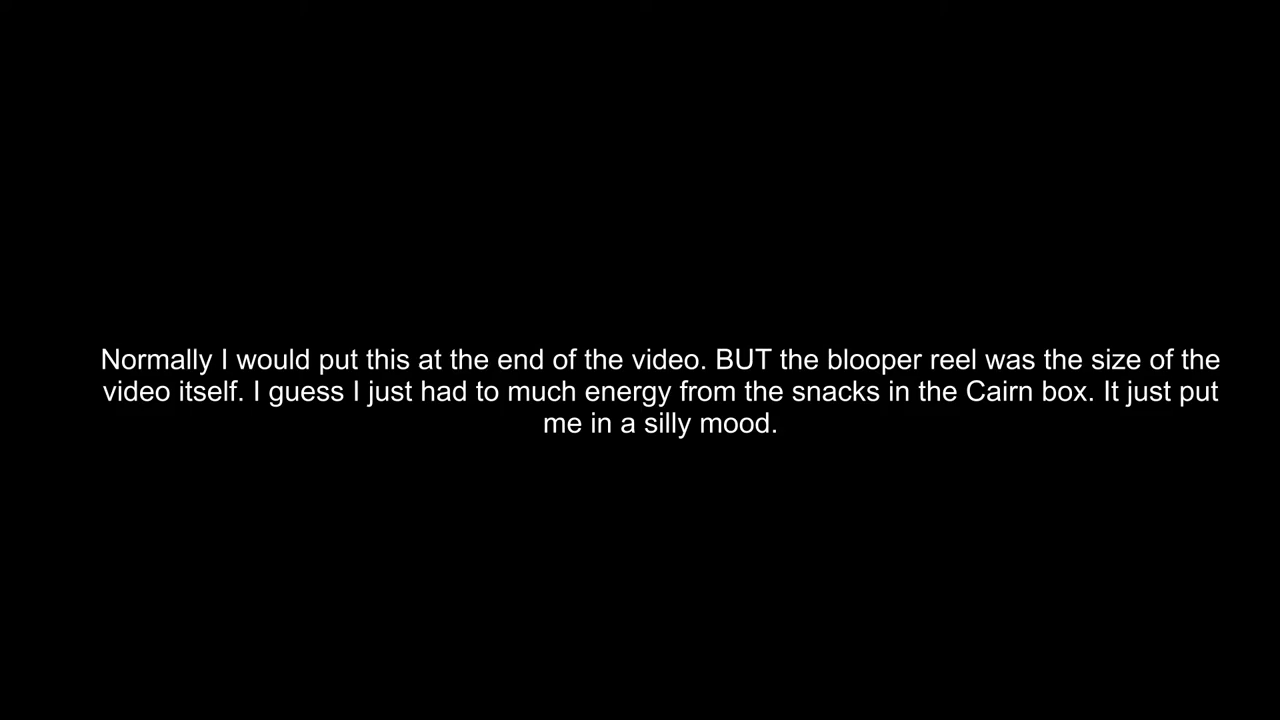 Normally I would put this at the end of the video. BUT the blooper reel was the size of the
video itself. I guess I just had to much energy from the snacks in the Cairn box. It just put
me in a silly mood.